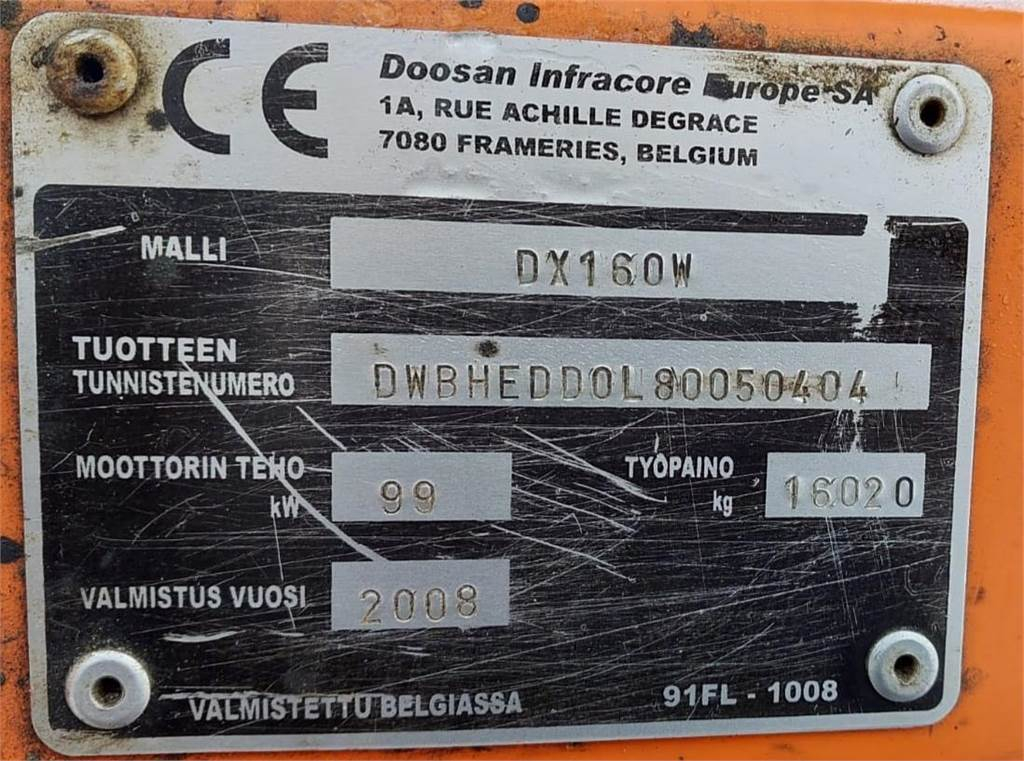 CE
Doosan Infracore Europe SA
1A, RUE ACHILLE DEGRACE
7080 FRAMERIES, BELGIUM
MALLI DX160W
TUOTTEEN
TUNNISTENUMERO DWBHEDD0L80050404
MOOTTORIN TEHO
kW 99
TYÖPAINO
kg 16020
VALMISTUS VUOSI 2008
VALMISTETTU BELGIASSA 91FL - 1008